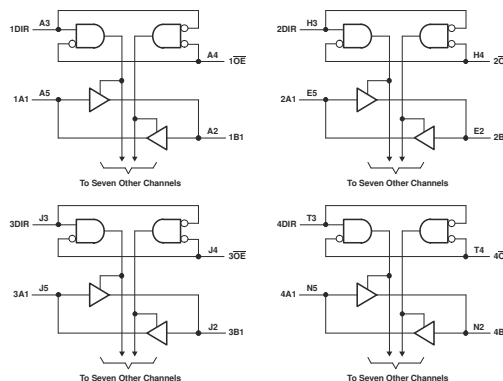 1DIR A3
A4 1OE
1A1 A5
A2 1B1
To Seven Other Channels
2DIR H3
H4
2A1 E5
E2
To Seven Other Channels
3DIR J3
J4 3OE
3A1 J5
J2 3B1
To Seven Other Channels
4DIR T3
T4
4A1 N5
N2
To Seven Other Channels